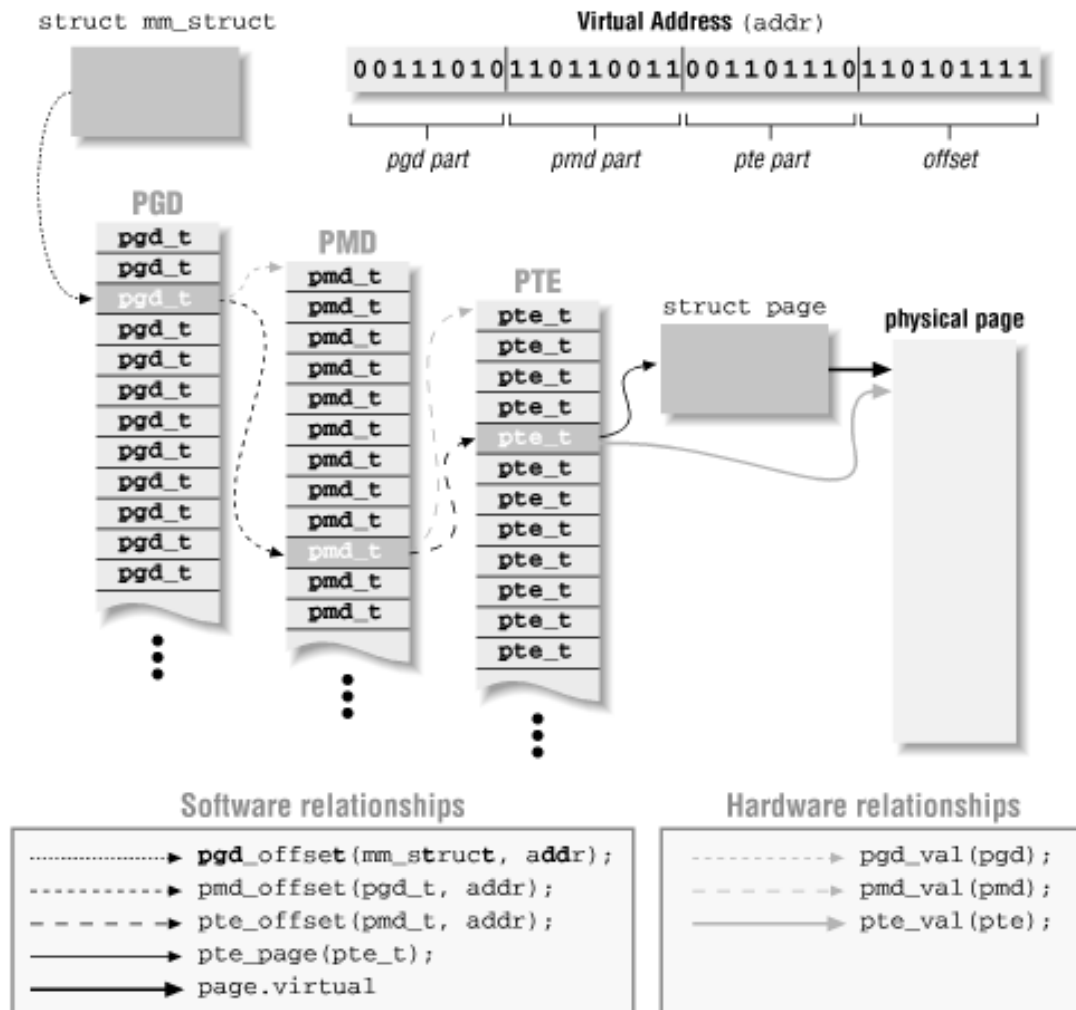 struct mm_struct
Virtual Address (addr)
00111010 110110011 001101110 110101111
pgd part pmd part pte part offset
PGD
pgd_t
pgd_t
pgd_t
pgd_t
pgd_t
pgd_t
pgd_t
pgd_t
pgd_t
pgd_t
pgd_t
pgd_t
PMD
pmd_t
pmd_t
pmd_t
pmd_t
pmd_t
pmd_t
pmd_t
pmd_t
pmd_t
pmd_t
pmd_t
pmd_t
PTE
pte_t
pte_t
pte_t
pte_t
pte_t
pte_t
pte_t
pte_t
pte_t
pte_t
pte_t
pte_t
struct page
physical page
Software relationships
pgd_offset(mm_struct, addr);
pmd_offset(pgd_t, addr);
pte_offset(pmd_t, addr);
pte_page(pte_t);
page.virtual
Hardware relationships
pgd_val(pgd);
pmd_val(pmd);
pte_val(pte);